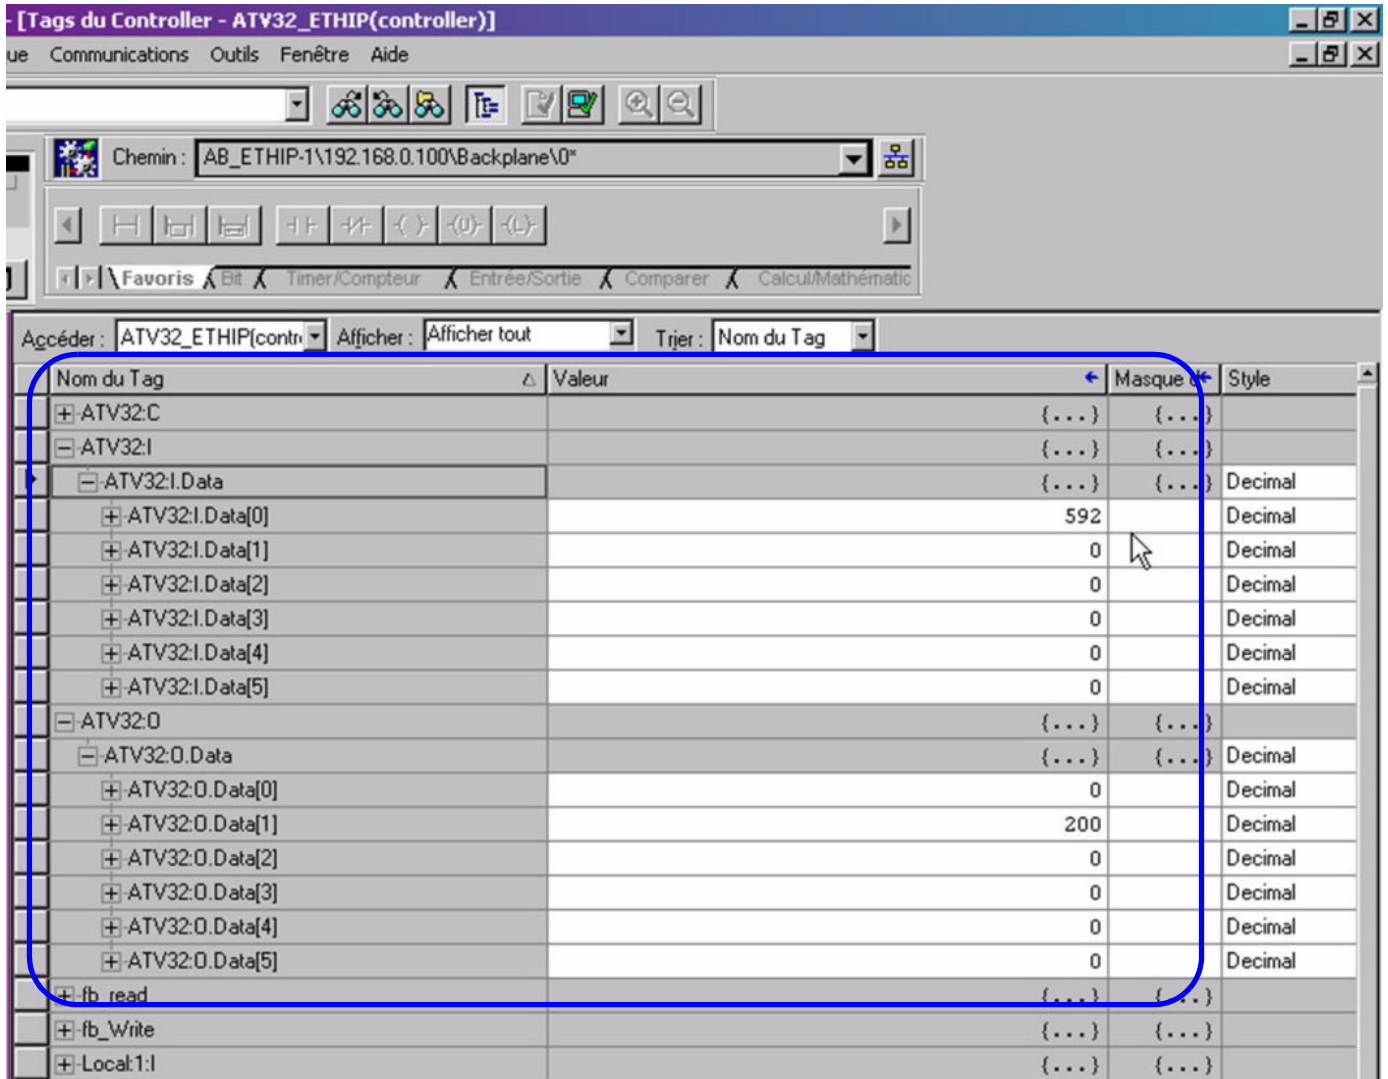 - [Tags du Controller - ATV32_ETHIP(controller)]
ue Communications Outils Fenêtre Aide
Chemin : AB_ETHIP-1\192.168.0.100\Backplane\0*
Favoris Bit Timer/Compteur Entrée/Sortie Comparer Calcul/Mathématic
Accéder : ATV32_ETHIP(contr Afficher : Afficher tout Trier : Nom du Tag
Nom du Tag Valeur Masque d Style
ATV32:C {...} {...}
ATV32:I {...} {...}
ATV32:I.Data {...} {...} Decimal
ATV32:I.Data[0] 592 Decimal
ATV32:I.Data[1] 0 Decimal
ATV32:I.Data[2] 0 Decimal
ATV32:I.Data[3] 0 Decimal
ATV32:I.Data[4] 0 Decimal
ATV32:I.Data[5] 0 Decimal
ATV32:O {...} {...}
ATV32:O.Data {...} {...} Decimal
ATV32:O.Data[0] 0 Decimal
ATV32:O.Data[1] 200 Decimal
ATV32:O.Data[2] 0 Decimal
ATV32:O.Data[3] 0 Decimal
ATV32:O.Data[4] 0 Decimal
ATV32:O.Data[5] 0 Decimal
fb_read {...} {...}
fb_Write {...} {...}
Local:1:I {...} {...}